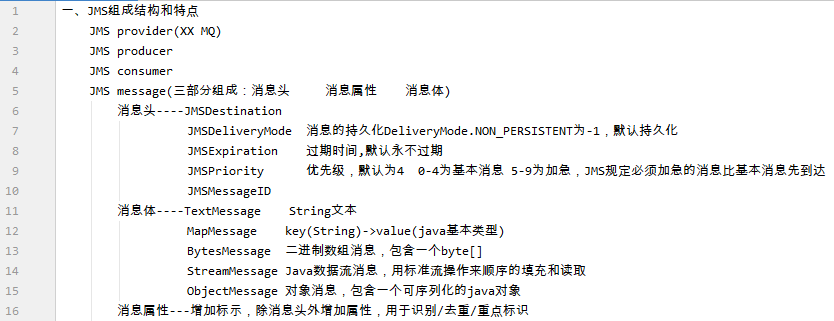 1 一、JMS组成结构和特点
2 JMS provider(XX MQ)
3 JMS producer
4 JMS consumer
5 JMS message(三部分组成：消息头 消息属性 消息体)
6 消息头----JMSDestination
7 JMSDeliveryMode 消息的持久化DeliveryMode.NON_PERSISTENT为-1，默认持久化
8 JMSExpiration 过期时间,默认永不过期
9 JMSPriority 优先级，默认为4 0-4为基本消息 5-9为加急，JMS规定必须加急的消息比基本消息先到达
10 JMSMessageID
11 消息体----TextMessage String文本
12 MapMessage key(String)->value(java基本类型)
13 BytesMessage 二进制数组消息，包含一个byte[]
14 StreamMessage Java数据流消息，用标准流操作来顺序的填充和读取
15 ObjectMessage 对象消息，包含一个可序列化的java对象
16 消息属性---增加标示，除消息头外增加属性，用于识别/去重/重点标识